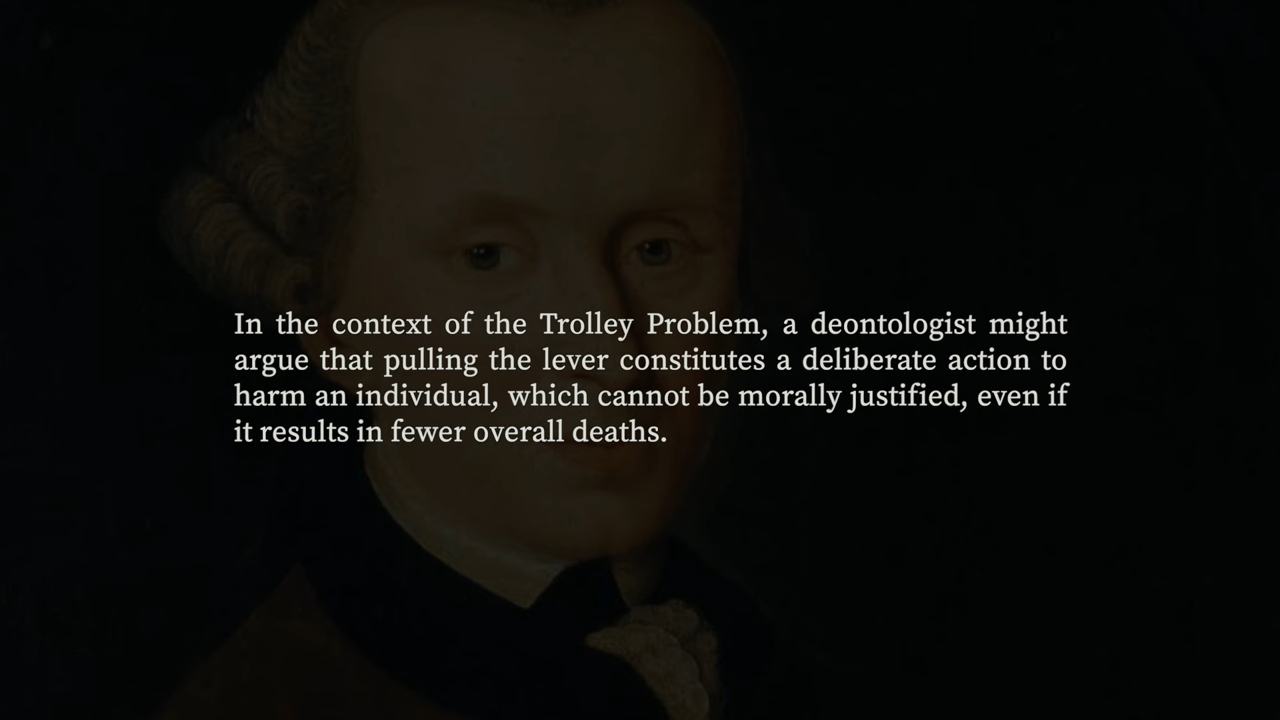 In the context of the Trolley Problem, a deontologist might
argue that pulling the lever constitutes a deliberate action to
harm an individual, which cannot be morally justified, even if
it results in fewer overall deaths.